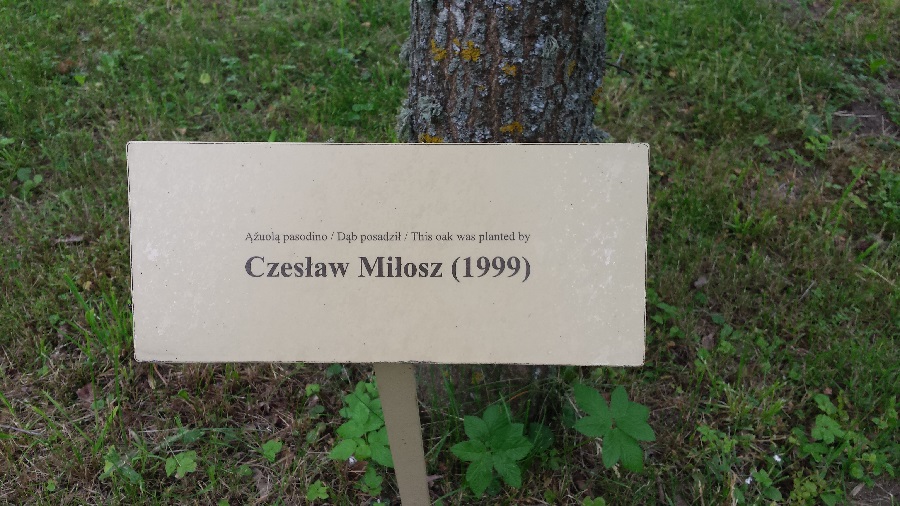 Ąžuolą pasodino / Dąb posadził / This oak was planted by
Czesław Miłosz (1999)